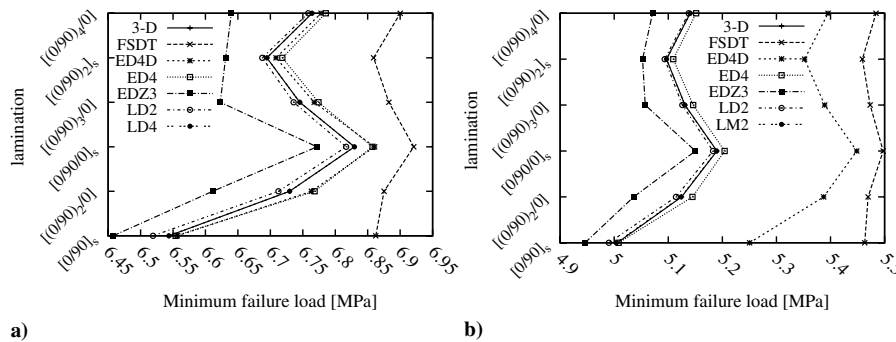 [(0/90)4/0]
[(0/90)2]s
[(0/90)3/0]
[0/90/0]s
[(0/90)2/0]
[0/90]s
lamination
3-D
FSDT
ED4D
ED4
EDZ3
LD2
LD4
6.45
6.5
6.55
6.6
6.65
6.7
6.75
6.8
6.85
6.9
6.95
Minimum failure load [MPa]
a)
[(0/90)4/0]
[(0/90)2]s
[(0/90)3/0]
[0/90/0]s
[(0/90)2/0]
[0/90]s
lamination
3-D
FSDT
ED4D
ED4
EDZ3
LD2
LM2
4.9
5
5.1
5.2
5.3
5.4
5.5
Minimum failure load [MPa]
b)